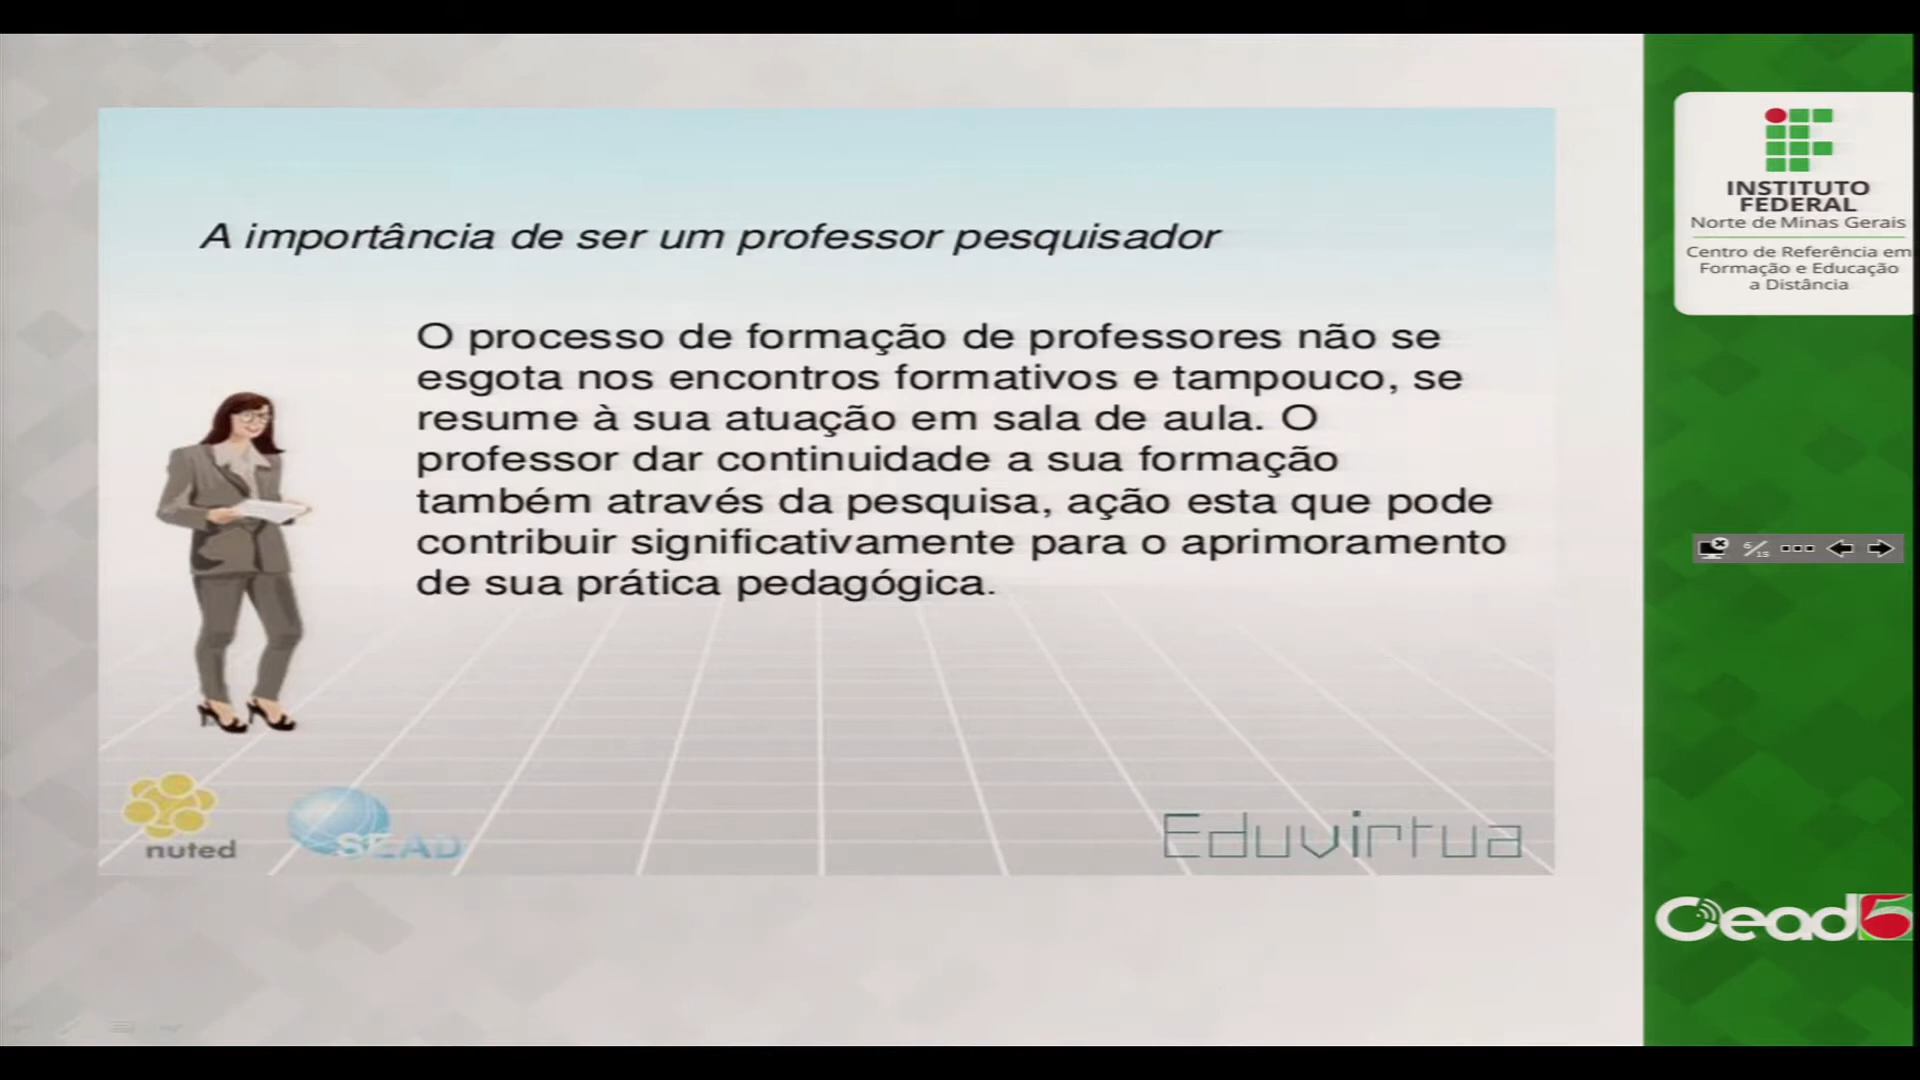 A importância de ser um professor pesquisador
O processo de formação de professores não se
esgota nos encontros formativos e tampouco, se
resume à sua atuação em sala de aula. O
professor dar continuidade a sua formação
também através da pesquisa, ação esta que pode
contribuir significativamente para o aprimoramento
de sua prática pedagógica.
nuted
SEAD
Eduvirtua
INSTITUTO
FEDERAL
Norte de Minas Gerais
Centro de Referência em
Formação e Educação
a Distância
6/15
Cead5